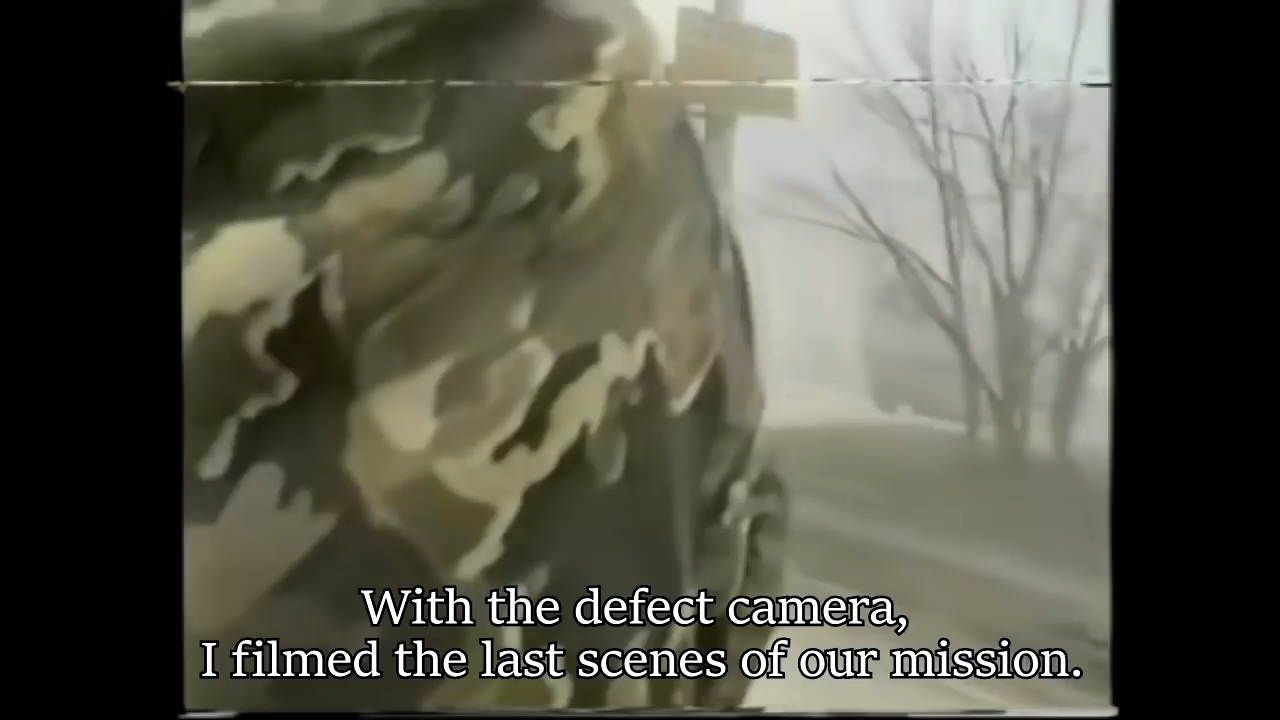 With the defect camera,
I filmed the last scenes of our mission.